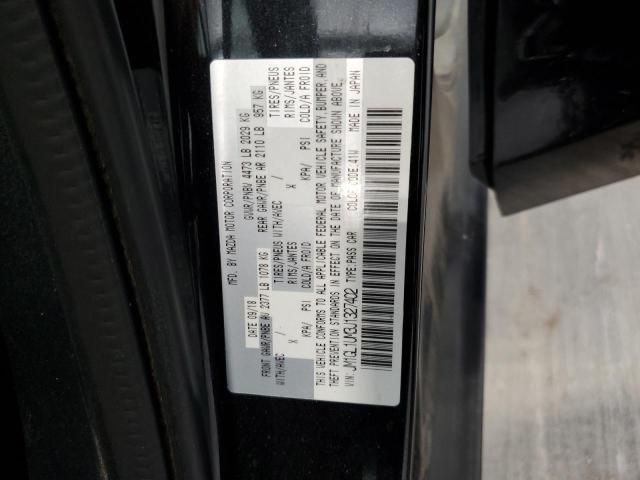 MFD. BY MAZDA MOTOR CORPORATION
DATE 09/18 GVWR/PNBV 4473 LB 2029 KG
FRONT GAWR/PNBE AV 2377 LB 1078 KG REAR GAWR/PNBE AR 2110 LB 957 KG
TIRES/PNEUS WITH/AVEC TIRES/PNEUS
WITH/AVEC / - RIMS/JANTES / - RIMS/JANTES
X KPA/ PSI COLD/A FROID X KPA/ PSI COLD/A FROID
THIS VEHICLE CONFORMS TO ALL APPLICABLE FEDERAL MOTOR VEHICLE SAFETY, BUMPER, AND
THEFT PREVENTION STANDARDS IN EFFECT ON THE DATE OF MANUFACTURE SHOWN ABOVE.
VIN: JM1GL1UM3J1327402 TYPE:PASS CAR COLOR CODE:41W MADE IN JAPAN